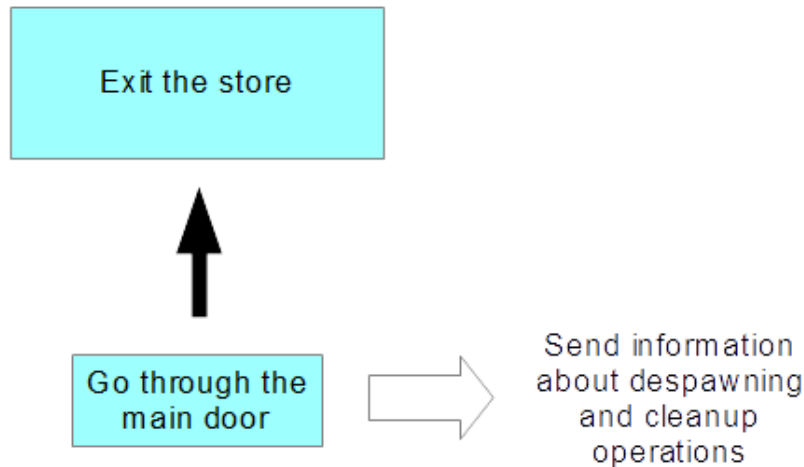 Exit the store
Go through the
main door
Send information
about despawning
and cleanup
operations